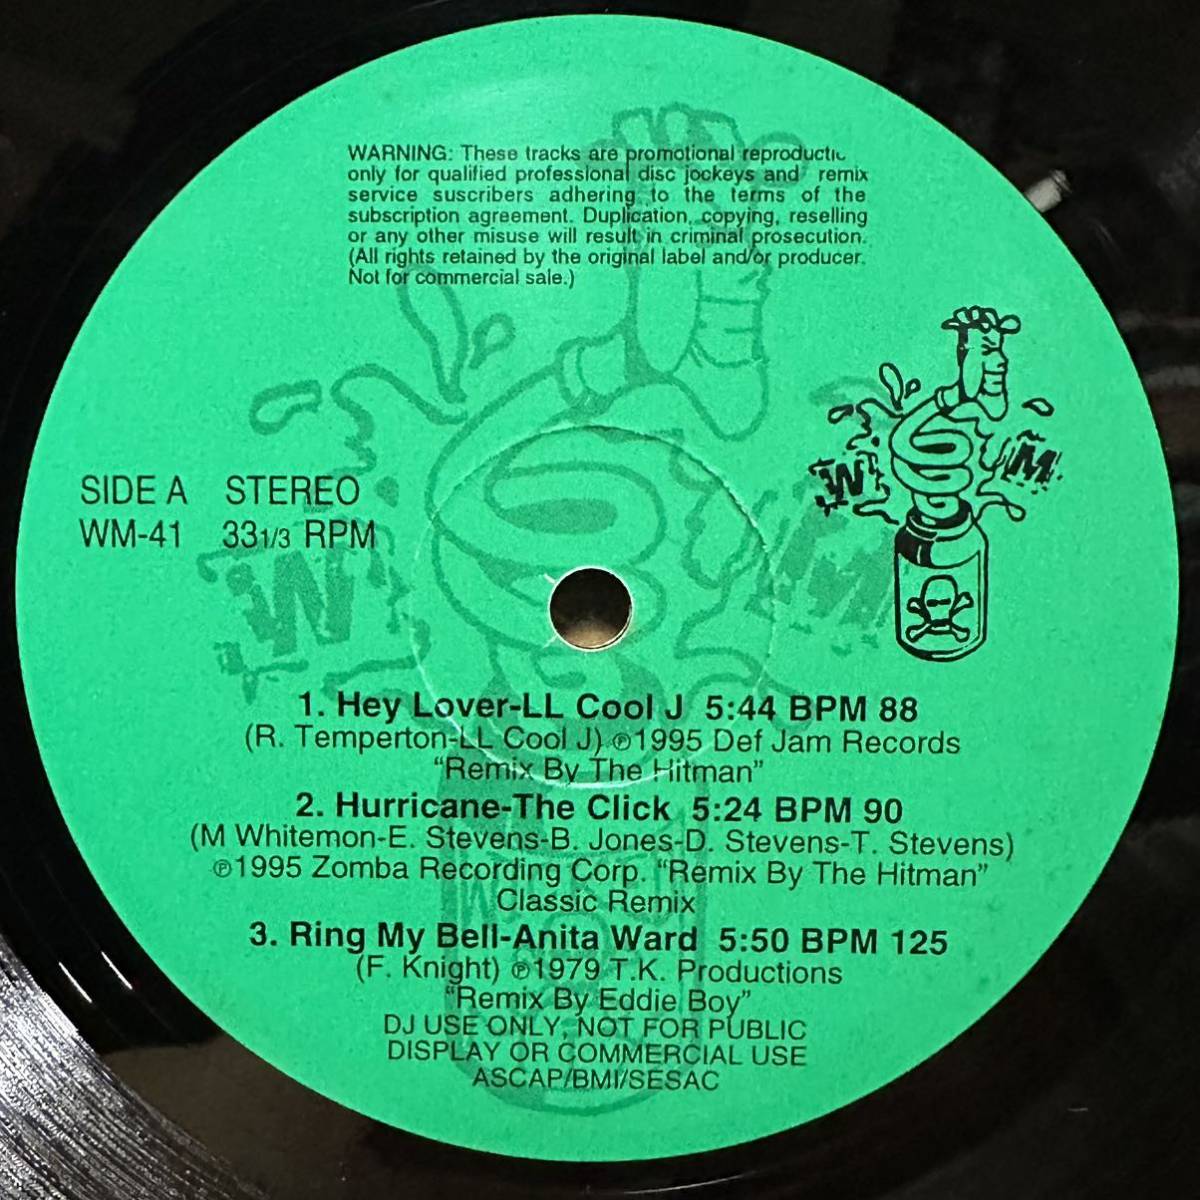 WARNING: These tracks are promotional
only for qualified professional disc jockeys and remix
service suscribers adhering to the terms of the
subscription agreement. Duplication, copying, reselling
or any other misuse will result in criminal prosecution.
(All rights retained by the original label and/or producer.
Not for commercial sale.)
W M
SIDE A STEREO
WM-41 33 1/3 RPM
W M
1. Hey Lover-LL Cool J 5:44 BPM 88
(R. Temperton-LL Cool J) ℗1995 Def Jam Records
"Remix By The Hitman"
2. Hurricane-The Click 5:24 BPM 90
(M Whitemon-E. Stevens-B. Jones-D. Stevens-T. Stevens)
℗1995 Zomba Recording Corp. "Remix By The Hitman"
Classic Remix
3. Ring My Bell-Anita Ward 5:50 BPM 125
(F. Knight) ℗1979 T.K. Productions
"Remix By Eddie Boy"
DJ USE ONLY, NOT FOR PUBLIC
DISPLAY OR COMMERCIAL USE
ASCAP/BMI/SESAC